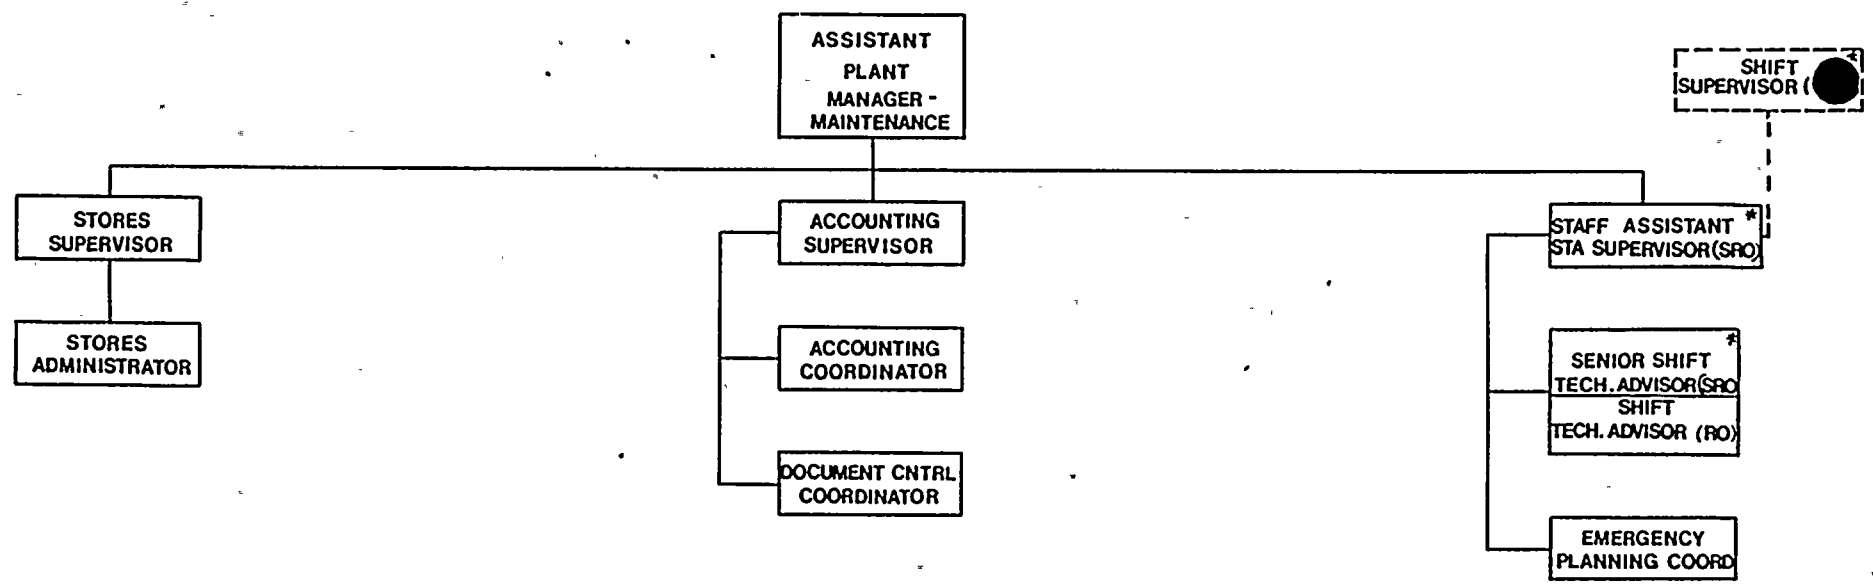 ASSISTANT
PLANT
MANAGER -
MAINTENANCE
*
SHIFT
SUPERVISOR (
STORES
SUPERVISOR
STORES
ADMINISTRATOR
ACCOUNTING
SUPERVISOR
ACCOUNTING
COORDINATOR
DOCUMENT CNTRL
COORDINATOR
STAFF ASSISTANT *
STA SUPERVISOR(SRO)
*
SENIOR SHIFT
TECH. ADVISOR(SRO
SHIFT
TECH. ADVISOR (RO)
EMERGENCY
PLANNING COORD